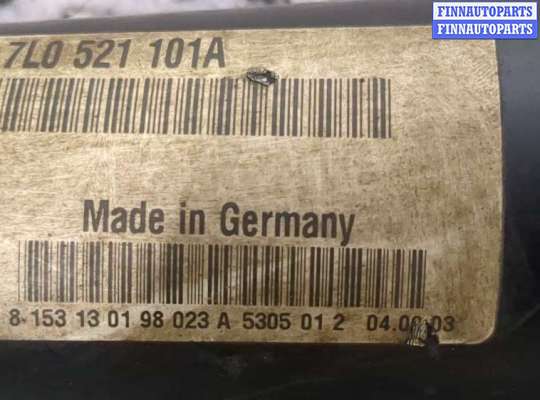 FINNAUTOPARTS
FINNAUTOPARTS
7L0 521 101A
Made in Germany
8-153 13 01 98 023 A 5305 01 2